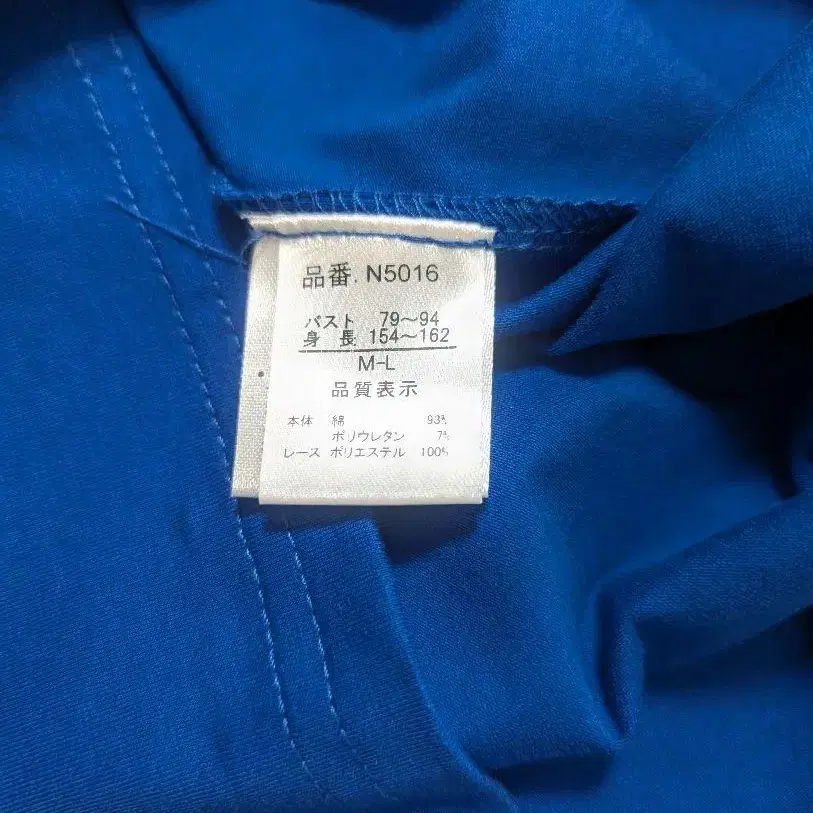 品番. N5016
バスト 79～94
身 長 154～162
M-L
品質表示
本体 綿 93%
ポリウレタン 7%
レース ポリエステル 100%